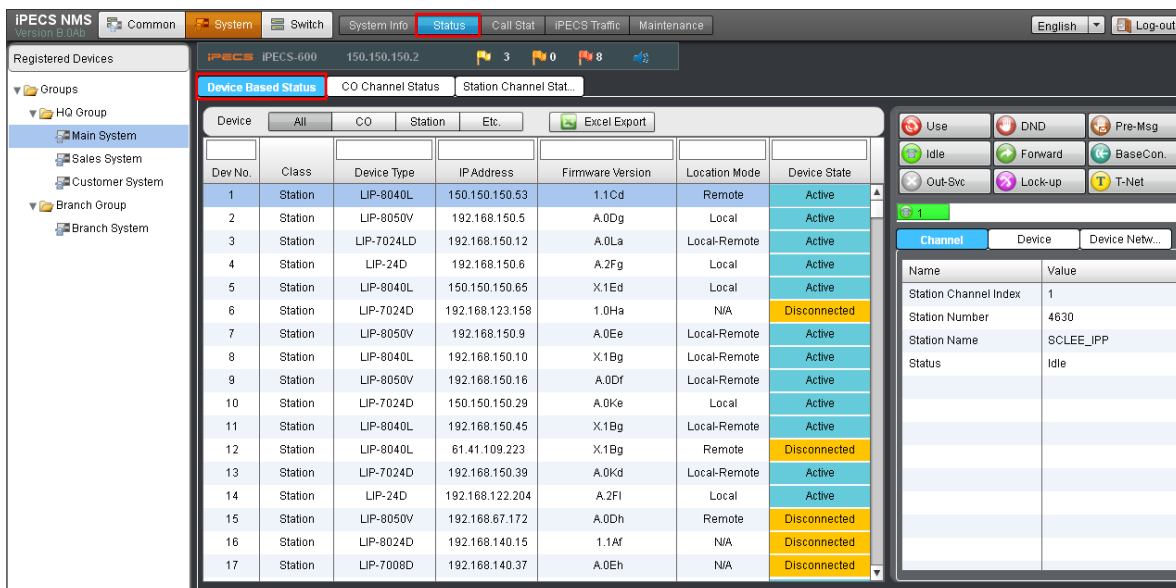 iPECS NMS Common System Switch System Info Status Call Stat iPECS Traffic Maintenance English Log-out
Version B.0Ab
Registered Devices
Groups
HQ Group
Main System
Sales System
Customer System
Branch Group
Branch System
iPECS iPECS-600 150.150.150.2 3 0 8
Device Based Status CO Channel Status Station Channel Stat...
Device All CO Station Etc. Excel Export
Dev No. Class Device Type IP Address Firmware Version Location Mode Device State
1 Station LIP-8040L 150.150.150.53 1.1Cd Remote Active
2 Station LIP-8050V 192.168.150.5 A.0Dg Local Active
3 Station LIP-7024LD 192.168.150.12 A.0La Local-Remote Active
4 Station LIP-24D 192.168.150.6 A.2Fg Local Active
5 Station LIP-8040L 150.150.150.65 X.1Ed Local Active
6 Station LIP-7024D 192.168.123.158 1.0Ha N/A Disconnected
7 Station LIP-8050V 192.168.150.9 A.0Ee Local-Remote Active
8 Station LIP-8040L 192.168.150.10 X.1Bg Local-Remote Active
9 Station LIP-8050V 192.168.150.16 A.0Df Local-Remote Active
10 Station LIP-7024D 150.150.150.29 A.0Ke Local Active
11 Station LIP-8040L 192.168.150.45 X.1Bg Local-Remote Active
12 Station LIP-8040L 61.41.109.223 X.1Bg Remote Disconnected
13 Station LIP-7024D 192.168.150.39 A.0Kd Local-Remote Active
14 Station LIP-24D 192.168.122.204 A.2FI Local Active
15 Station LIP-8050V 192.168.67.172 A.0Dh Remote Disconnected
16 Station LIP-8024D 192.168.140.15 1.1Af N/A Disconnected
17 Station LIP-7008D 192.168.140.37 A.0Eh N/A Disconnected
Use DND Pre-Msg
Idle Forward BaseCon.
Out-Svc Lock-up T T-Net
1
Channel Device Device Netw...
Name Value
Station Channel Index 1
Station Number 4630
Station Name SCLEE_IPP
Status Idle